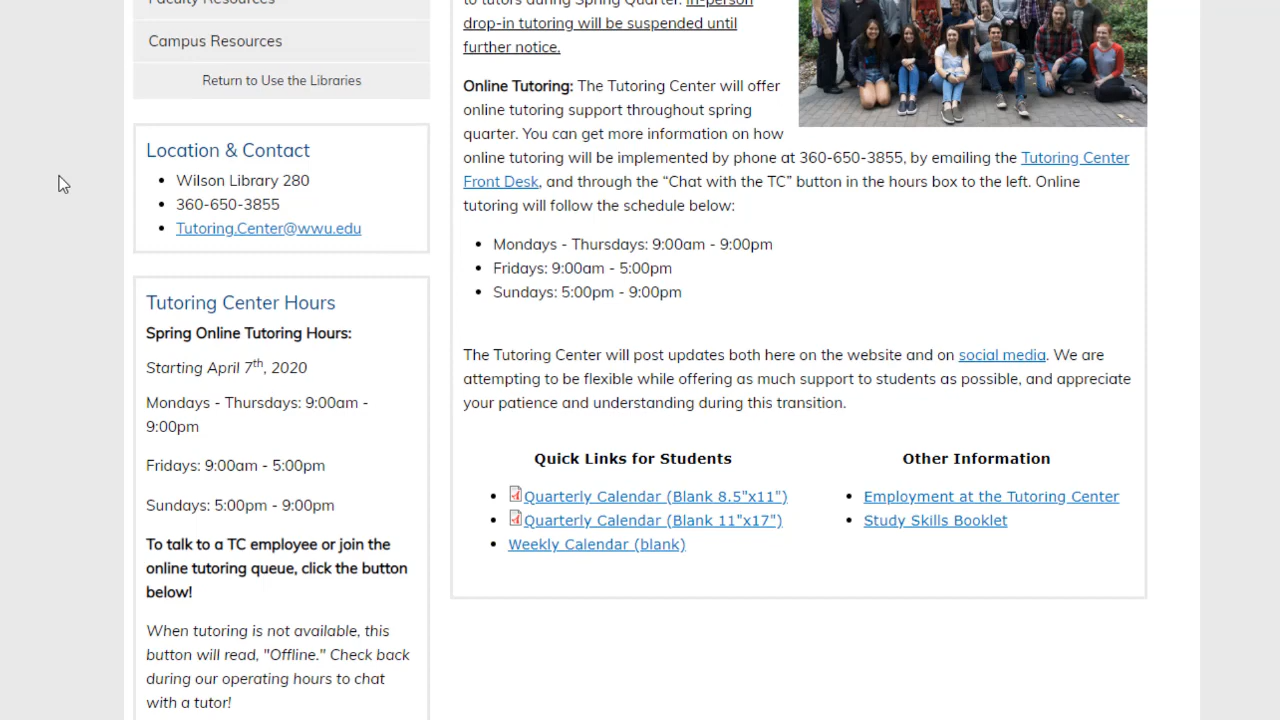 Faculty Resources
Campus Resources
Return to Use the Libraries
Location & Contact
• Wilson Library 280
• 360-650-3855
• Tutoring.Center@wwu.edu
Tutoring Center Hours
Spring Online Tutoring Hours:
Starting April 7th, 2020
Mondays - Thursdays: 9:00am -
9:00pm
Fridays: 9:00am - 5:00pm
Sundays: 5:00pm - 9:00pm
To talk to a TC employee or join the
online tutoring queue, click the button
below!
When tutoring is not available, this
button will read, "Offline." Check back
during our operating hours to chat
with a tutor!
to tutors during Spring Quarter. In-person
drop-in tutoring will be suspended until
further notice.
Online Tutoring: The Tutoring Center will offer
online tutoring support throughout spring
quarter. You can get more information on how
online tutoring will be implemented by phone at 360-650-3855, by emailing the Tutoring Center
Front Desk, and through the “Chat with the TC” button in the hours box to the left. Online
tutoring will follow the schedule below:
• Mondays - Thursdays: 9:00am - 9:00pm
• Fridays: 9:00am - 5:00pm
• Sundays: 5:00pm - 9:00pm
The Tutoring Center will post updates both here on the website and on social media. We are
attempting to be flexible while offering as much support to students as possible, and appreciate
your patience and understanding during this transition.
Quick Links for Students
• Quarterly Calendar (Blank 8.5"x11")
• Quarterly Calendar (Blank 11"x17")
• Weekly Calendar (blank)
Other Information
• Employment at the Tutoring Center
• Study Skills Booklet